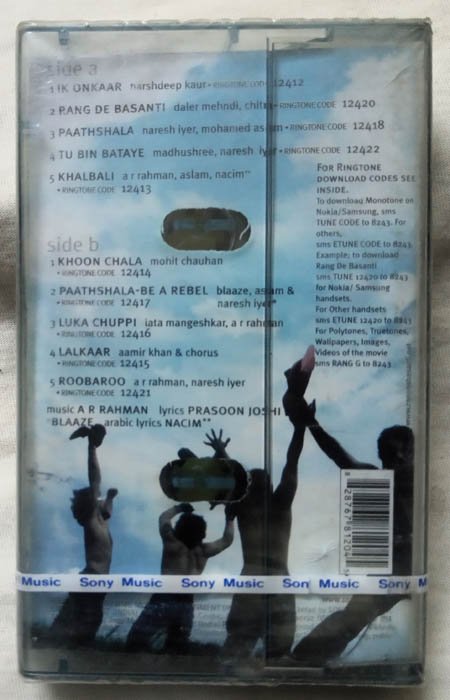 side a
1 IK ONKAAR harshdeep kaur • RINGTONE CODE 12412
2 RANG DE BASANTI daler mehndi, chitra • RINGTONE CODE 12420
3 PAATHSHALA naresh iyer, mohamed aslam • RINGTONE CODE 12418
4 TU BIN BATAYE madhushree, naresh iyer • RINGTONE CODE 12422
5 KHALBALI a r rahman, aslam, nacim**
• RINGTONE CODE 12413
FOR RINGTONE
DOWNLOAD CODES SEE
INSIDE.
To download Monotone on
Nokia/Samsung, sms
TUNE CODE to 8243. For
others,
sms ETUNE CODE to 8243.
Example; to download
Rang De Basanti
sms TUNE 12420 to 8243
for Nokia/ Samsung
handsets.
For Other handsets
sms ETUNE 12420 to 8243
For Polytones, Truetones,
Wallpapers, Images,
Videos of the movie
sms RANG G to 8243
side b
1 KHOON CHALA mohit chauhan
• RINGTONE CODE 12414
2 PAATHSHALA-BE A REBEL blaaze, aslam &
• RINGTONE CODE 12417 naresh iyer*
3 LUKA CHUPPI lata mangeshkar, a r rahman
• RINGTONE CODE 12416
4 LALKAAR aamir khan & chorus
• RINGTONE CODE 12415
5 ROOBAROO a r rahman, naresh iyer
• RINGTONE CODE 12421
music A R RAHMAN lyrics PRASOON JOSHI
*BLAAZE, arabic lyrics NACIM**
8 28767 81204
Music Sony Music Sony Music Sony Music Sony Music